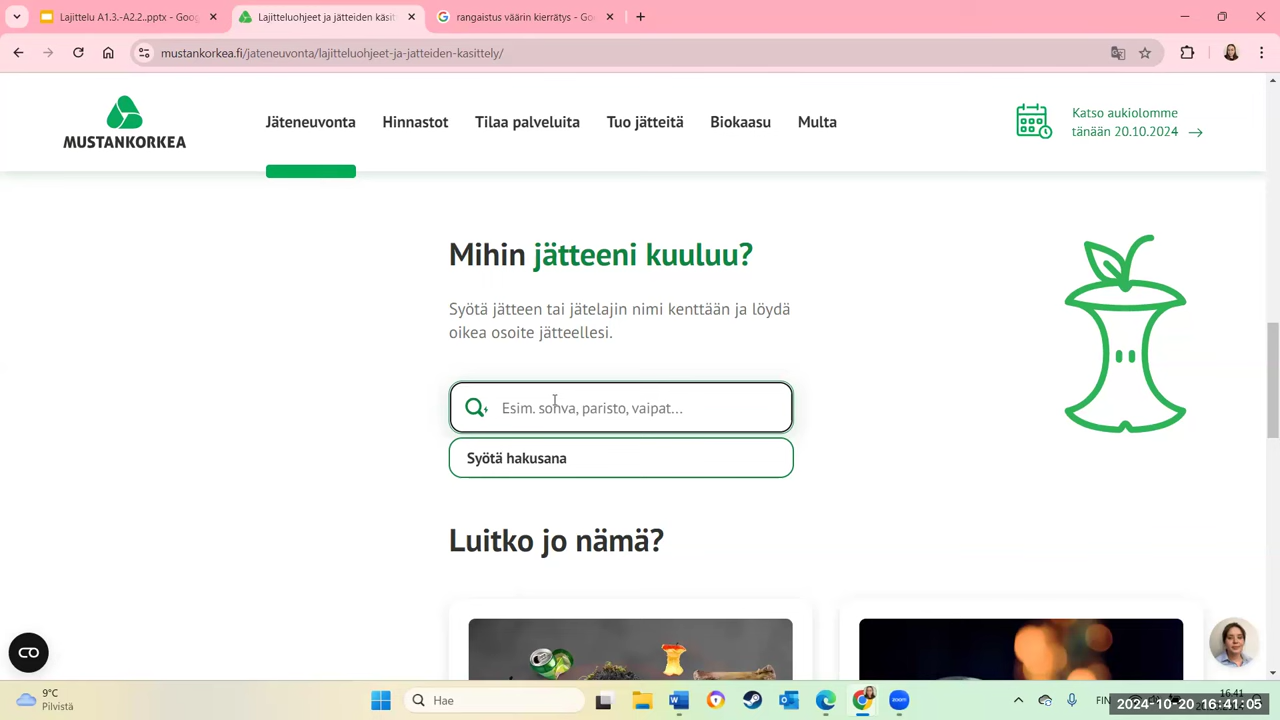 Lajittelu A1.3.-A2.2..pptx - Goo
Lajitteluohjeet ja jätteiden käsit
rangaistus väärin kierrätys - Go
mustankorkea.fi/jateneuvonta/lajitteluohjeet-ja-jatteiden-kasittely/
MUSTANKORKEA
Jäteneuvonta
Hinnastot
Tilaa palveluita
Tuo jätteitä
Biokaasu
Multa
Katso aukiolomme
tänään 20.10.2024
Mihin jätteeni kuuluu?
Syötä jätteen tai jätelajin nimi kenttään ja löydä
oikea osoite jätteellesi.
Esim. sohva, paristo, vaipat...
Syötä hakusana
Luitko jo nämä?
9°C
Pilvistä
Hae
FIN
16.41
2024-10-20 16:41:05